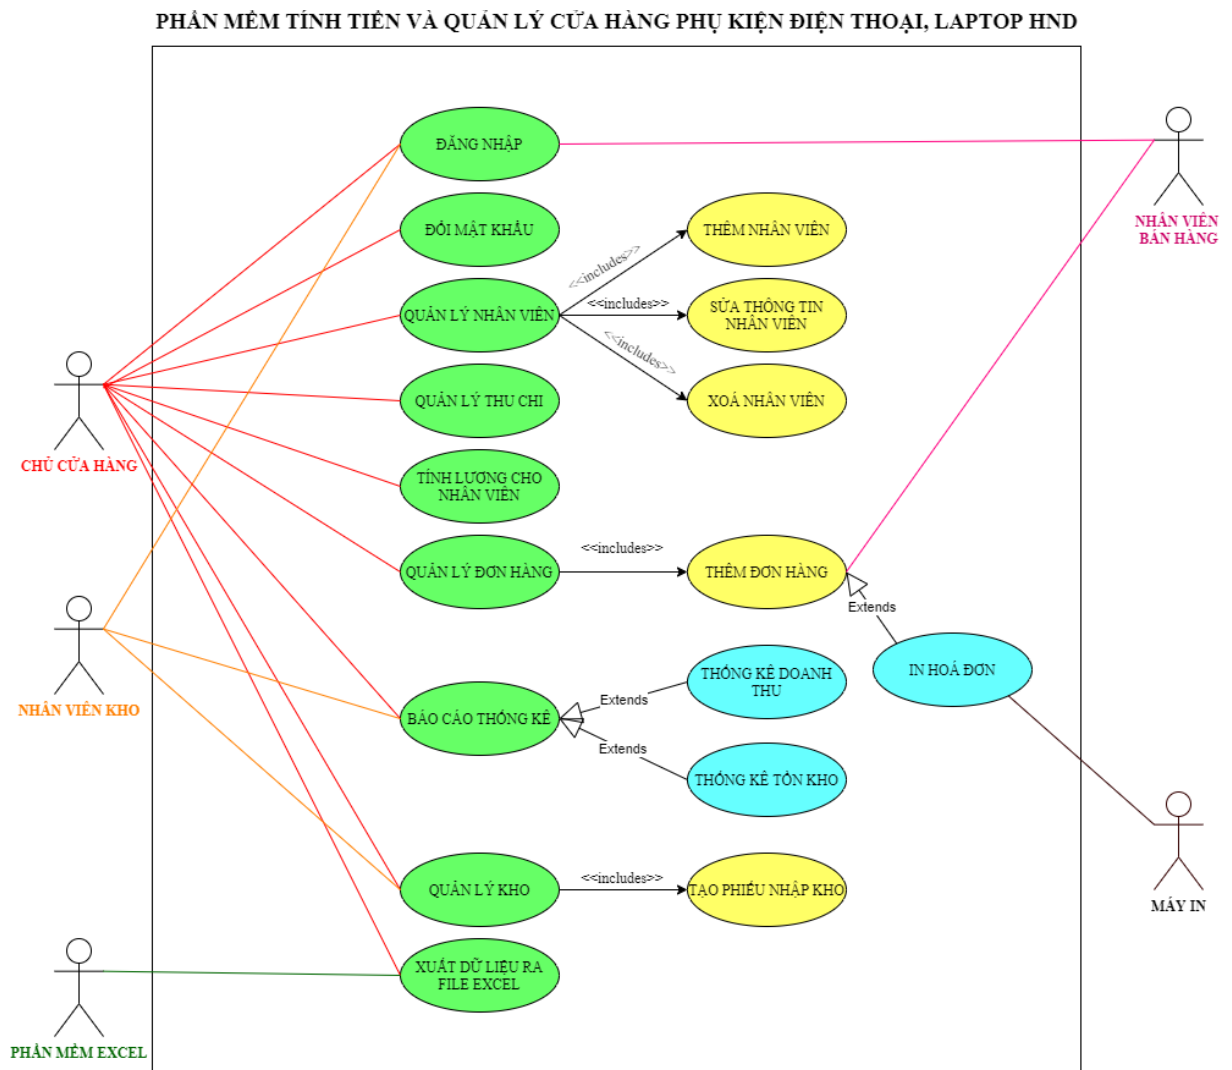 PHẦN MỀM TÍNH TIỀN VÀ QUẢN LÝ CỬA HÀNG PHỤ KIỆN ĐIỆN THOẠI, LAPTOP HND
ĐĂNG NHẬP
NHÂN VIÊN
BÁN HÀNG
ĐỔI MẬT KHẨU
THÊM NHÂN VIÊN
<<includes>>
QUẢN LÝ NHÂN VIÊN
<<includes>>
SỬA THÔNG TIN
NHÂN VIÊN
<<includes>>
QUẢN LÝ THU CHI
XOÁ NHÂN VIÊN
CHỦ CỬA HÀNG
TÍNH LƯƠNG CHO
NHÂN VIÊN
QUẢN LÝ ĐƠN HÀNG
<<includes>>
THÊM ĐƠN HÀNG
Extends
IN HOÁ ĐƠN
NHÂN VIÊN KHO
BÁO CÁO THỐNG KÊ
Extends
THỐNG KÊ DOANH
THU
Extends
THỐNG KÊ TỒN KHO
QUẢN LÝ KHO
<<includes>>
TẠO PHIẾU NHẬP KHO
MÁY IN
XUẤT DỮ LIỆU RA
FILE EXCEL
PHẦN MỀM EXCEL